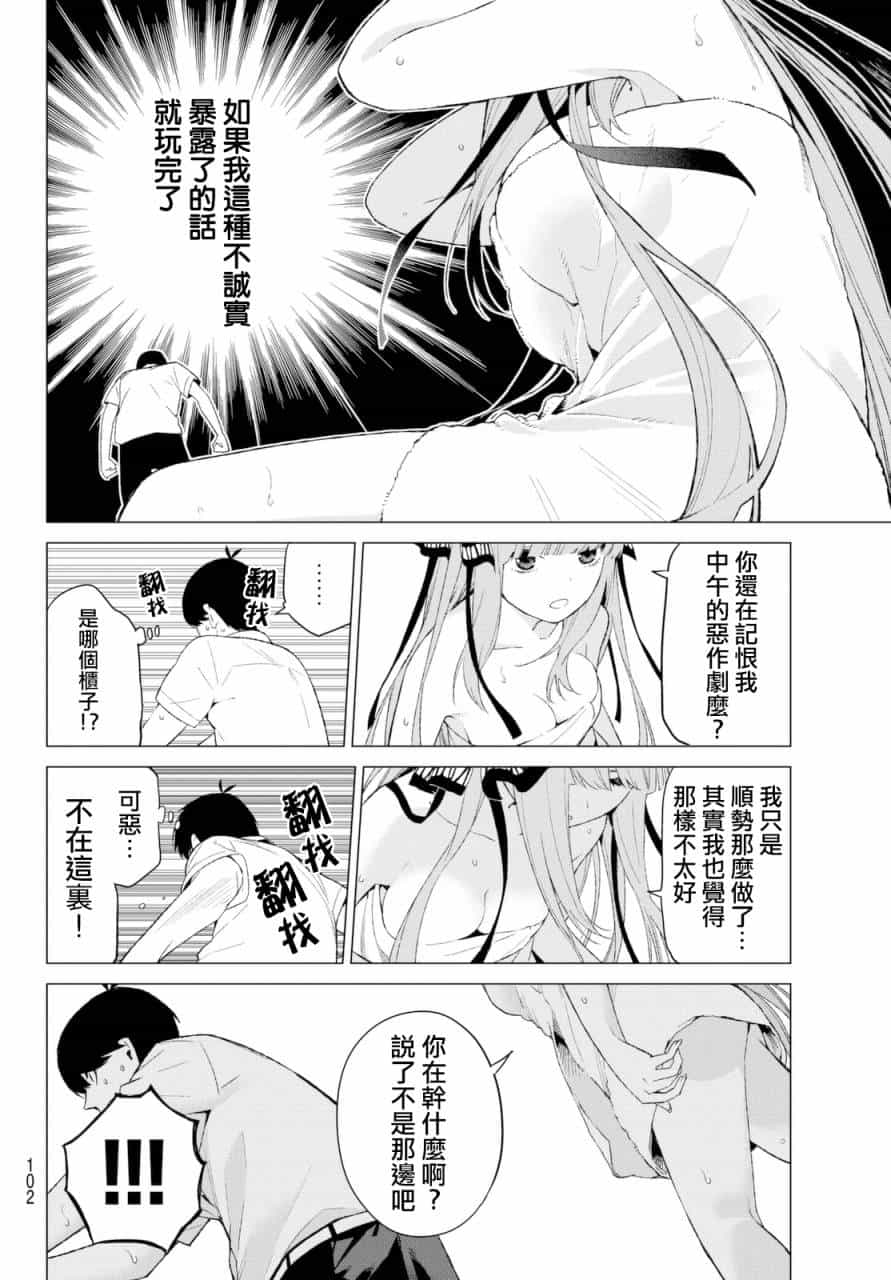 如果我這種不誠實
暴露了的話
就玩完了
你還在記恨我
中午的惡作劇麼？
……
翻找
翻找
是哪個櫃子!?
我只是
順勢那麼做了…
其實我也覺得
那樣不太好
翻找
翻找
可惡…
不在這裏！
你在幹什麼啊？
説了不是那邊吧
!!!
102